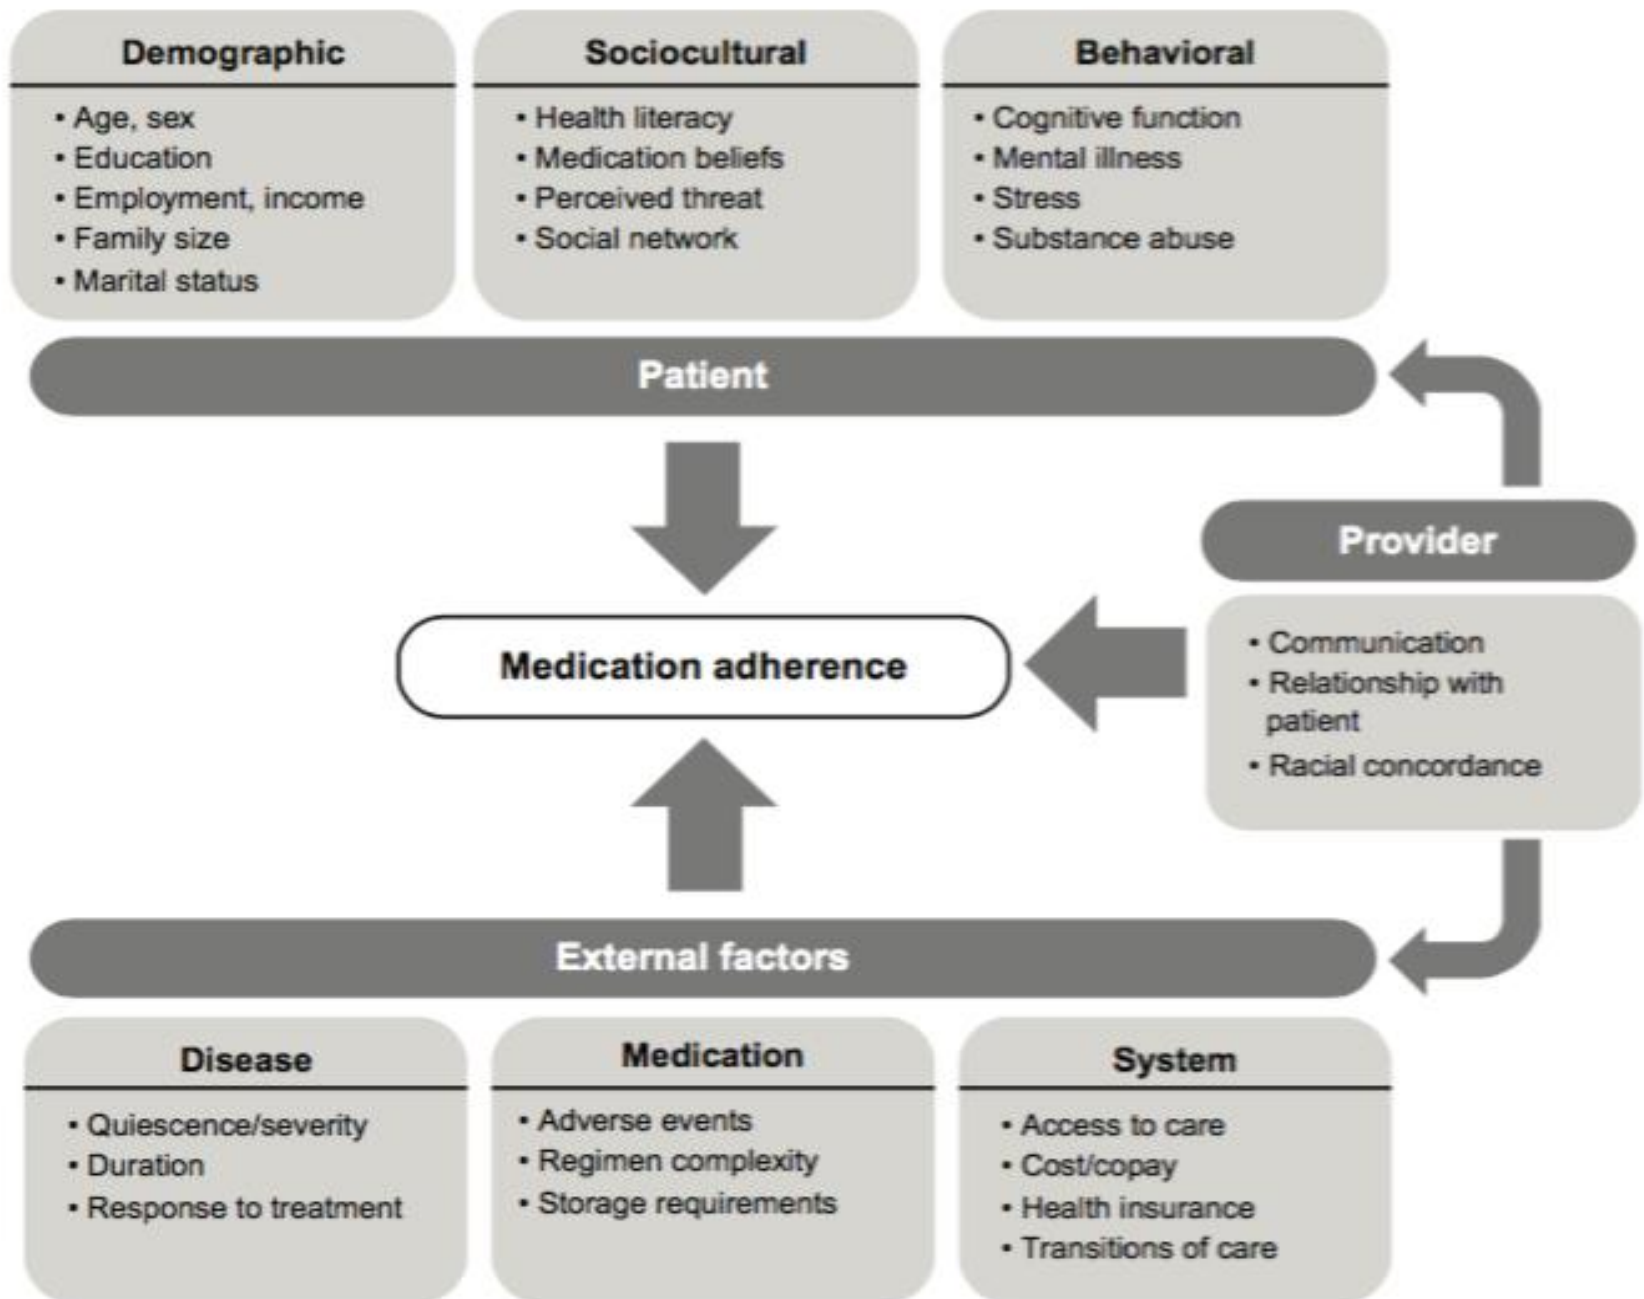 Demographic
• Age, sex
• Education
• Employment, income
• Family size
• Marital status
Sociocultural
• Health literacy
• Medication beliefs
• Perceived threat
• Social network
Behavioral
• Cognitive function
• Mental illness
• Stress
• Substance abuse
Patient
Provider
• Communication
• Relationship with
patient
• Racial concordance
Medication adherence
External factors
Disease
• Quiescence/severity
• Duration
• Response to treatment
Medication
• Adverse events
• Regimen complexity
• Storage requirements
System
• Access to care
• Cost/copay
• Health insurance
• Transitions of care